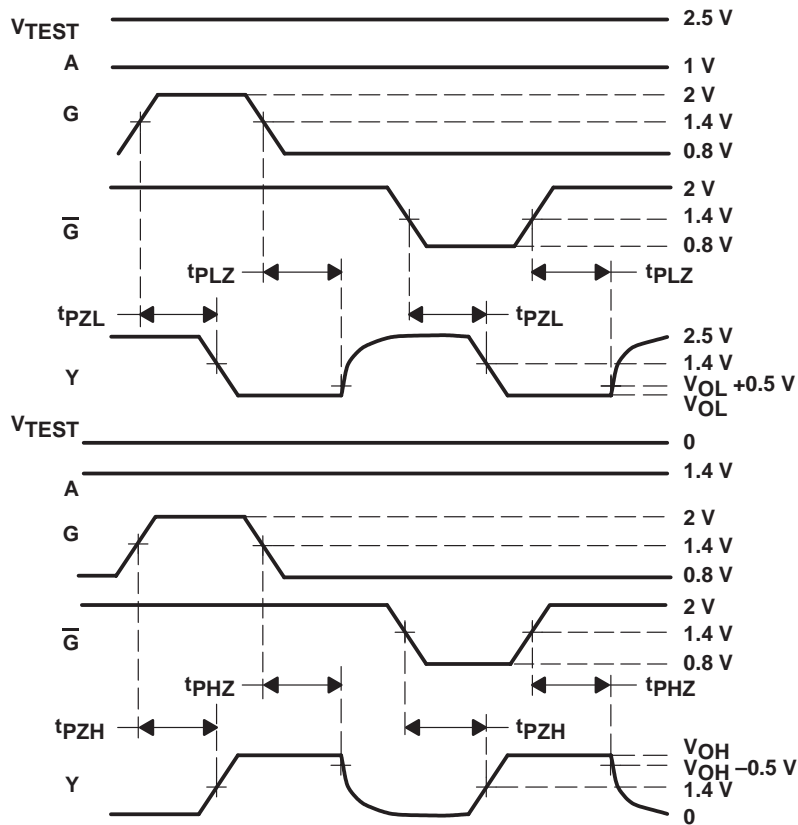 VTEST 2.5 V
A 1 V
G 2 V
1.4 V
0.8 V
G̅ 2 V
1.4 V
0.8 V
tPLZ tPLZ
tPZL tPZL
Y 2.5 V
1.4 V
VOL +0.5 V
VOL
VTEST 0
A 1.4 V
G 2 V
1.4 V
0.8 V
G̅ 2 V
1.4 V
0.8 V
tPHZ tPHZ
tPZH tPZH
Y VOH
VOH –0.5 V
1.4 V
0